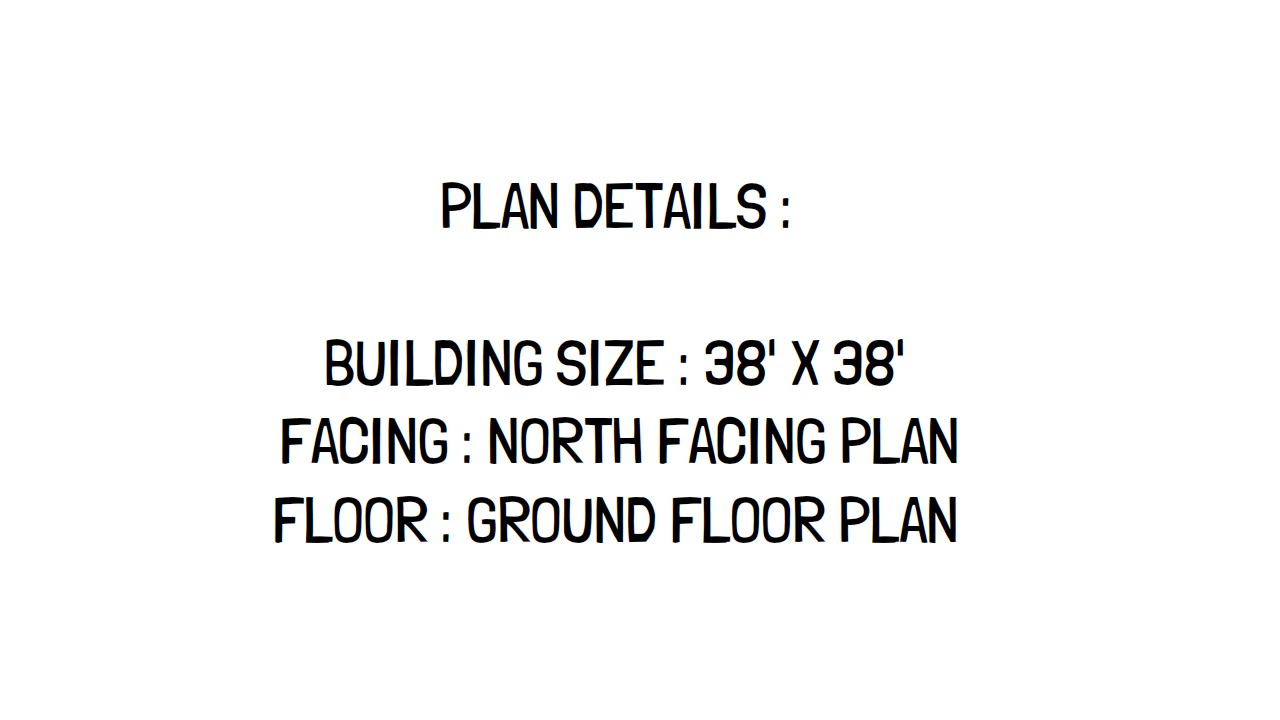 PLAN DETAILS :
BUILDING SIZE : 38' X 38'
FACING : NORTH FACING PLAN
FLOOR : GROUND FLOOR PLAN